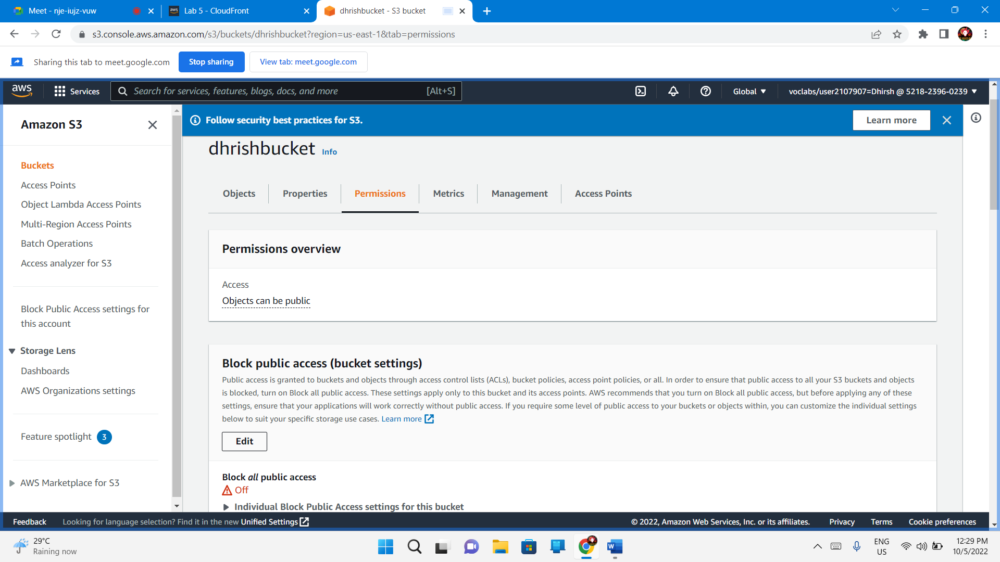 Meet - nje-iujz-vuw
Lab 5 - CloudFront
dhrishbucket - S3 bucket
s3.console.aws.amazon.com/s3/buckets/dhrishbucket?region=us-east-1&tab=permissions
Sharing this tab to meet.google.com
Stop sharing
View tab: meet.google.com
aws
Services
Search for services, features, blogs, docs, and more
[Alt+S]
Global
voclabs/user2107907=Dhirsh @ 5218-2396-0239
Amazon S3
Buckets
Access Points
Object Lambda Access Points
Multi-Region Access Points
Batch Operations
Access analyzer for S3
Block Public Access settings for
this account
Storage Lens
Dashboards
AWS Organizations settings
Feature spotlight 3
AWS Marketplace for S3
Follow security best practices for S3.
Learn more
dhrishbucket Info
Objects
Properties
Permissions
Metrics
Management
Access Points
Permissions overview
Access
Objects can be public
Block public access (bucket settings)
Public access is granted to buckets and objects through access control lists (ACLs), bucket policies, access point policies, or all. In order to ensure that public access to all your S3 buckets and objects
is blocked, turn on Block all public access. These settings apply only to this bucket and its access points. AWS recommends that you turn on Block all public access, but before applying any of these
settings, ensure that your applications will work correctly without public access. If you require some level of public access to your buckets or objects within, you can customize the individual settings
below to suit your specific storage use cases. Learn more
Edit
Block all public access
Off
Individual Block Public Access settings for this bucket
Feedback
Looking for language selection? Find it in the new Unified Settings
© 2022, Amazon Web Services, Inc. or its affiliates.
Privacy
Terms
Cookie preferences
29°C
Raining now
ENG
US
12:29 PM
10/5/2022